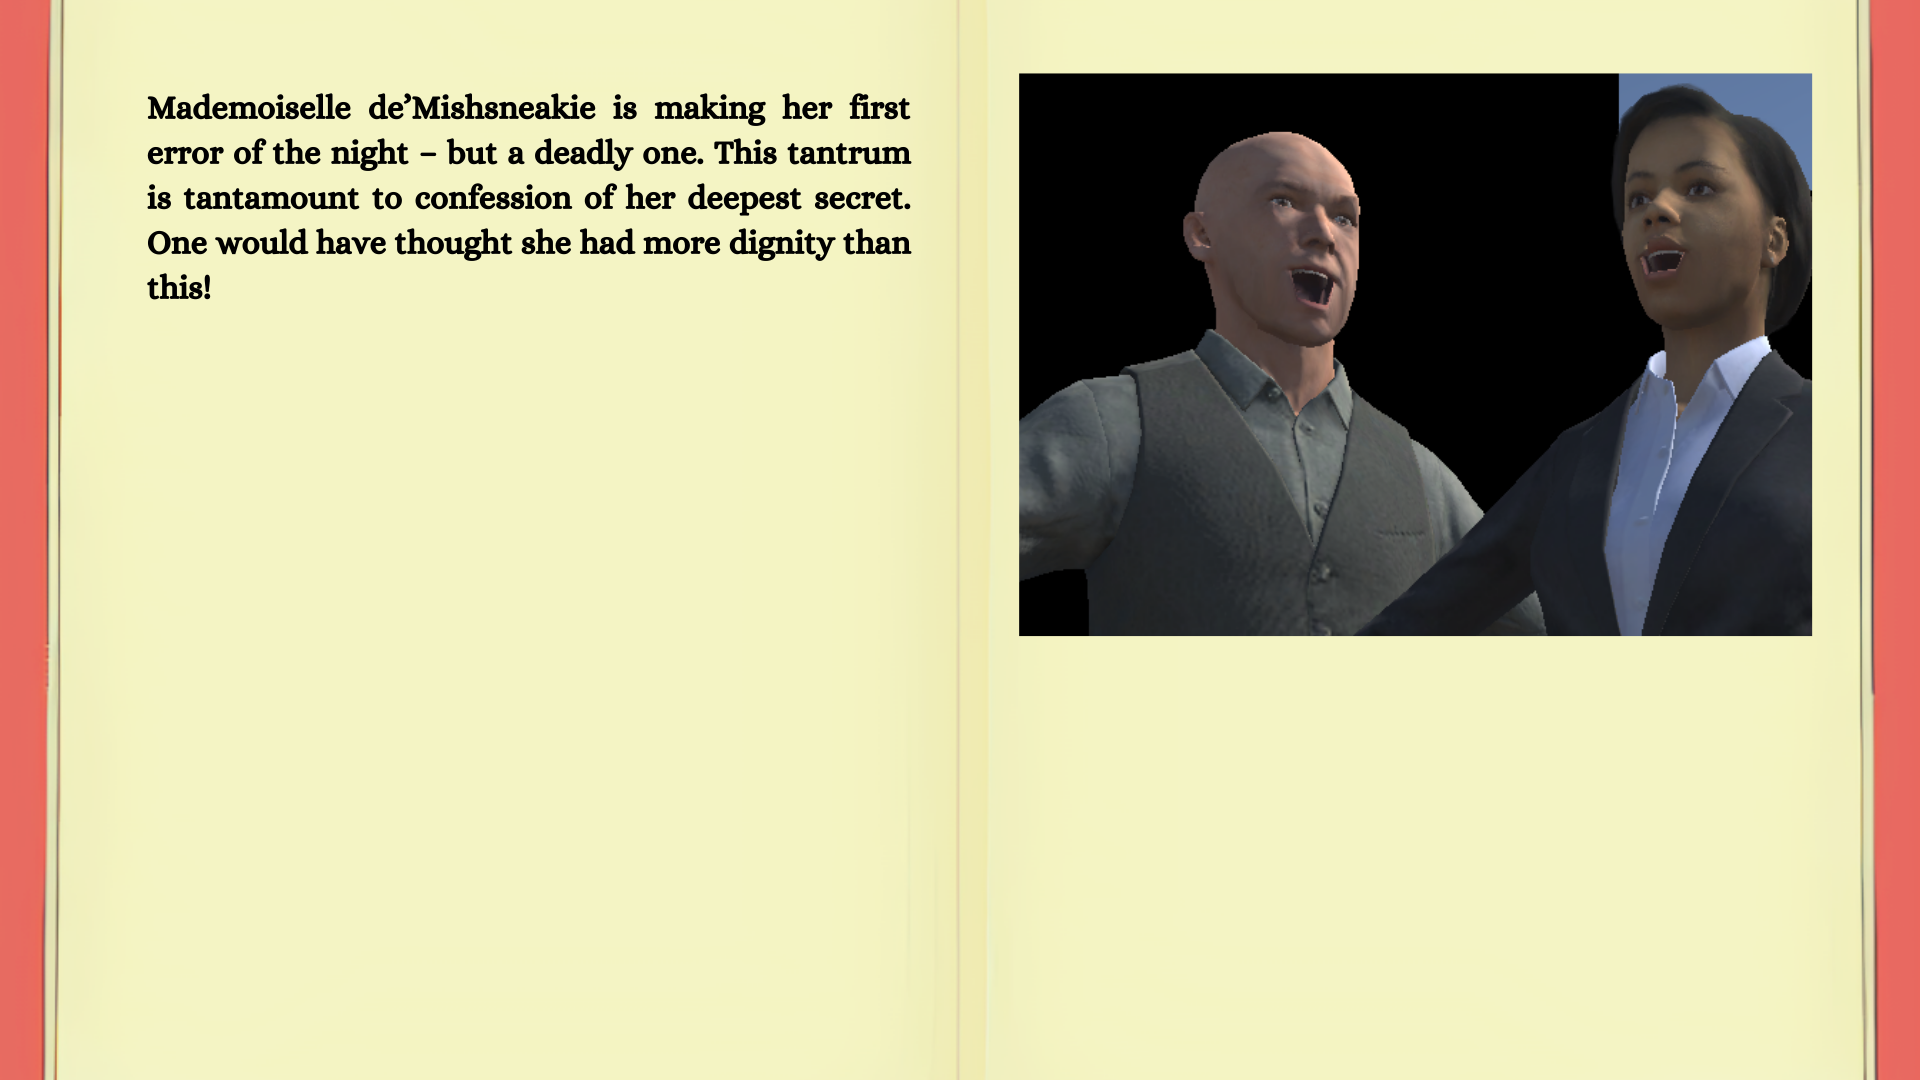 Mademoiselle de’Mishsneakie is making her first
error of the night – but a deadly one. This tantrum
is tantamount to confession of her deepest secret.
One would have thought she had more dignity than
this!